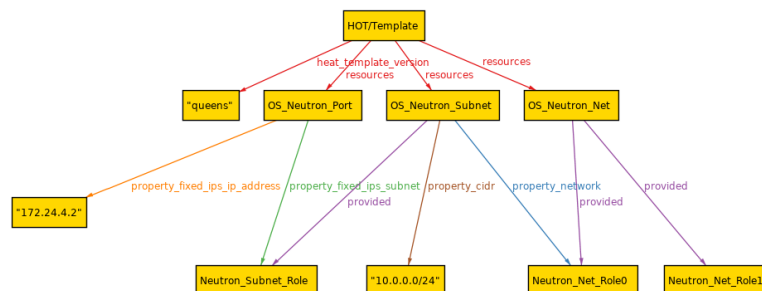 HOT/Template
heat_template_version
resources
resources
resources
"queens"
OS_Neutron_Port
OS_Neutron_Subnet
OS_Neutron_Net
property_fixed_ips_ip_address
property_fixed_ips_subnet
property_cidr
property_network
provided
provided
provided
"172.24.4.2"
Neutron_Subnet_Role
"10.0.0.0/24"
Neutron_Net_Role0
Neutron_Net_Role1